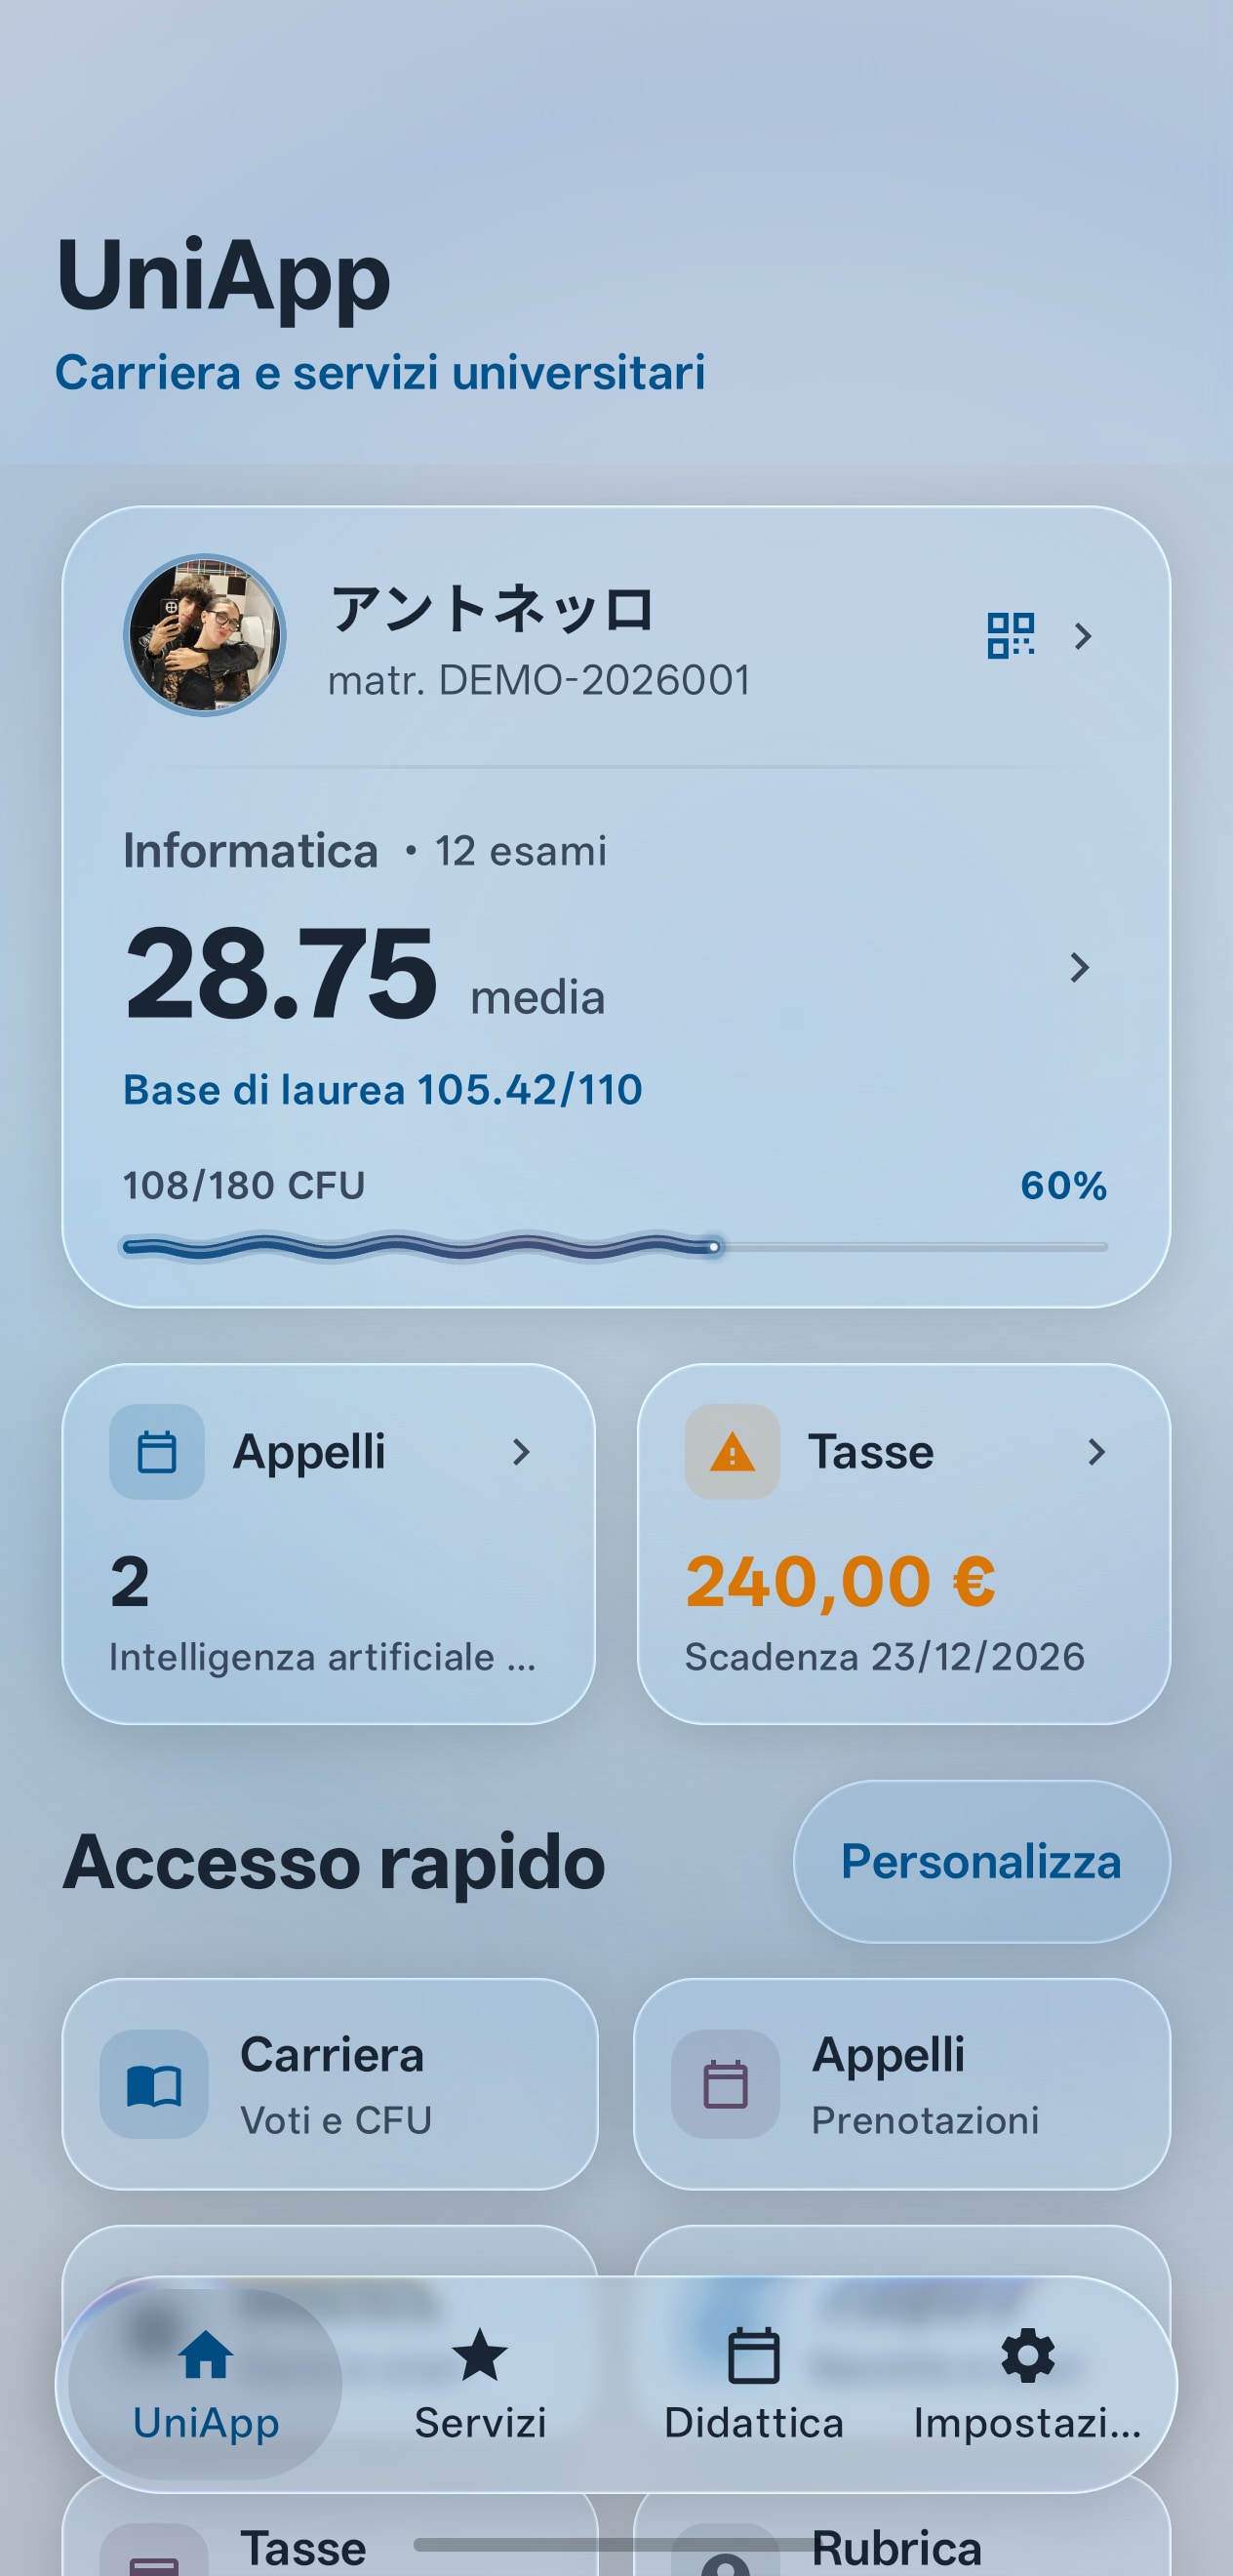 UniApp
Carriera e servizi universitari
アントネッロ
matr. DEMO-2026001
Informatica • 12 esami
28.75 media
Base di laurea 105.42/110
108/180 CFU 60%
Appelli
2
Intelligenza artificiale ...
Tasse
240,00 €
Scadenza 23/12/2026
Accesso rapido
Personalizza
Carriera
Voti e CFU
Appelli
Prenotazioni
UniApp
Servizi
Didattica
Impostazi...
Tasse
Rubrica